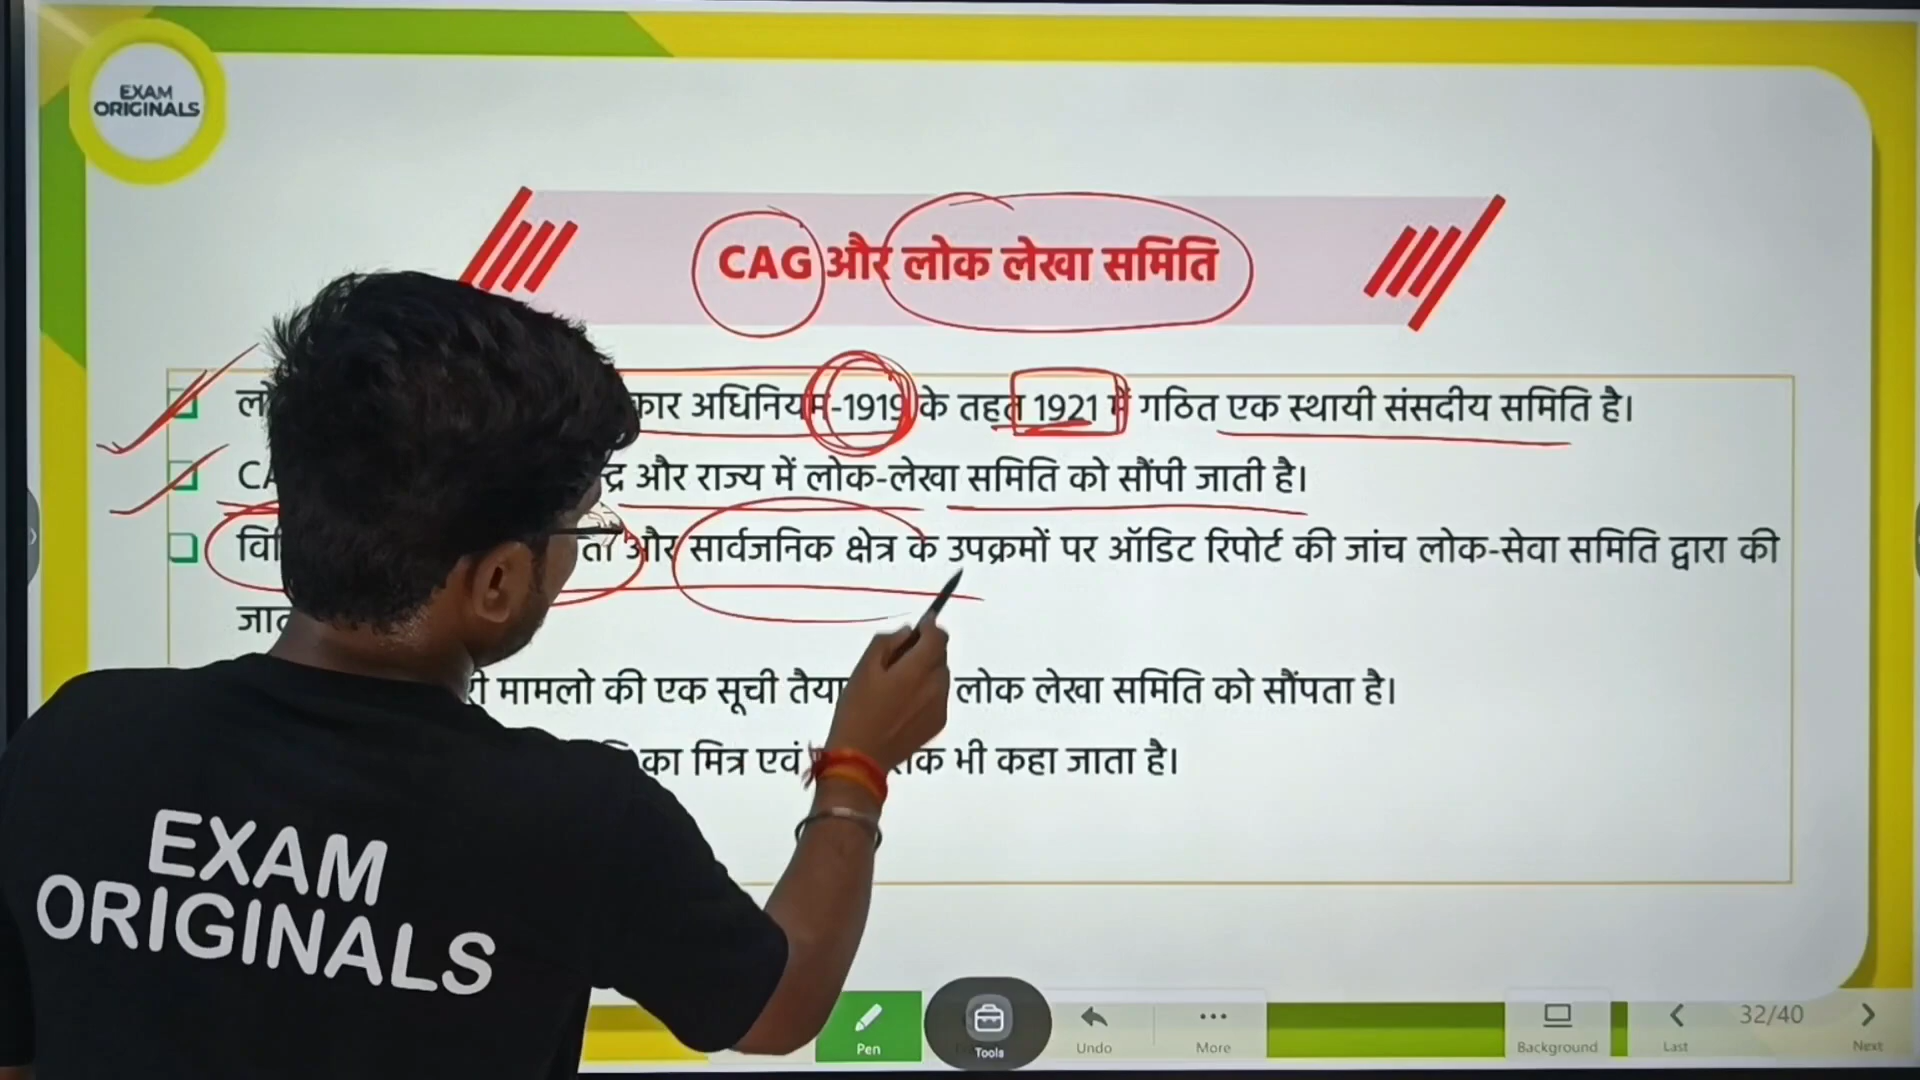 EXAM
ORIGINALS
CAG और लोक लेखा समिति
अधिनियम-1919 के तहत 1921 में गठित एक स्थायी संसदीय समिति है।
और राज्य में लोक-लेखा समिति को सौंपी जाती है।
और सार्वजनिक क्षेत्र के उपक्रमों पर ऑडिट रिपोर्ट की जांच लोक-सेवा समिति द्वारा की
मामलो की एक सूची लोक लेखा समिति को सौंपता है।
का मित्र एवं भी कहा जाता है।
EXAM
ORIGINALS
Pen
Tools
Undo
More
Background
Last
32/40
Next